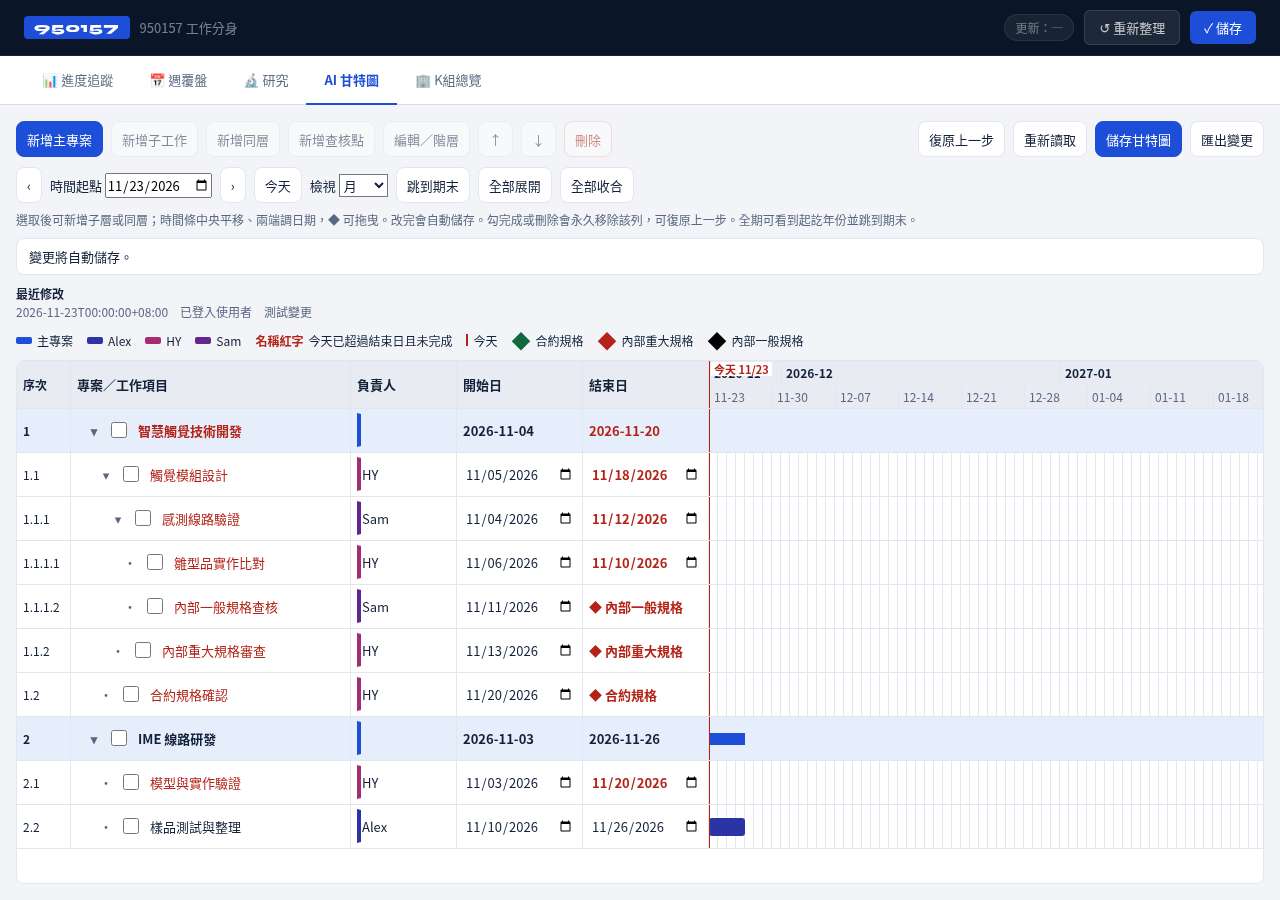 950157 950157 工作分身 更新：— ↺ 重新整理 ✓ 儲存
📊 進度追蹤 📅 週覆盤 🔬 研究 AI 甘特圖 🏢 K組總覽
新增主專案 新增子工作 新增同層 新增查核點 編輯／階層 ↑ ↓ 刪除 復原上一步 重新讀取 儲存甘特圖 匯出變更
‹ 時間起點 11/23/2026 › 今天 檢視 月 跳到期末 全部展開 全部收合
選取後可新增子層或同層；時間條中央平移、兩端調日期，◆ 可拖曳。改完會自動儲存。勾完成或刪除會永久移除該列，可復原上一步。全期可看到起訖年份並跳到期末。
變更將自動儲存。
最近修改
2026-11-23T00:00:00+08:00 已登入使用者 測試變更
主專案 Alex HY Sam 名稱紅字 今天已超過結束日且未完成 今天 合約規格 內部重大規格 內部一般規格
序次 專案／工作項目 負責人 開始日 結束日 今天 11/23 2026-12 2027-01
11-23 11-30 12-07 12-14 12-21 12-28 01-04 01-11 01-18
1 ▾ 智慧觸覺技術開發 2026-11-04 2026-11-20
1.1 ▾ 觸覺模組設計 HY 11/05/2026 11/18/2026
1.1.1 ▾ 感測線路驗證 Sam 11/04/2026 11/12/2026
1.1.1.1 • 雛型品實作比對 HY 11/06/2026 11/10/2026
1.1.1.2 • 內部一般規格查核 Sam 11/11/2026 ◆ 內部一般規格
1.1.2 • 內部重大規格審查 HY 11/13/2026 ◆ 內部重大規格
1.2 • 合約規格確認 HY 11/20/2026 ◆ 合約規格
2 ▾ IME 線路研發 2026-11-03 2026-11-26
2.1 • 模型與實作驗證 HY 11/03/2026 11/20/2026
2.2 • 樣品測試與整理 Alex 11/10/2026 11/26/2026